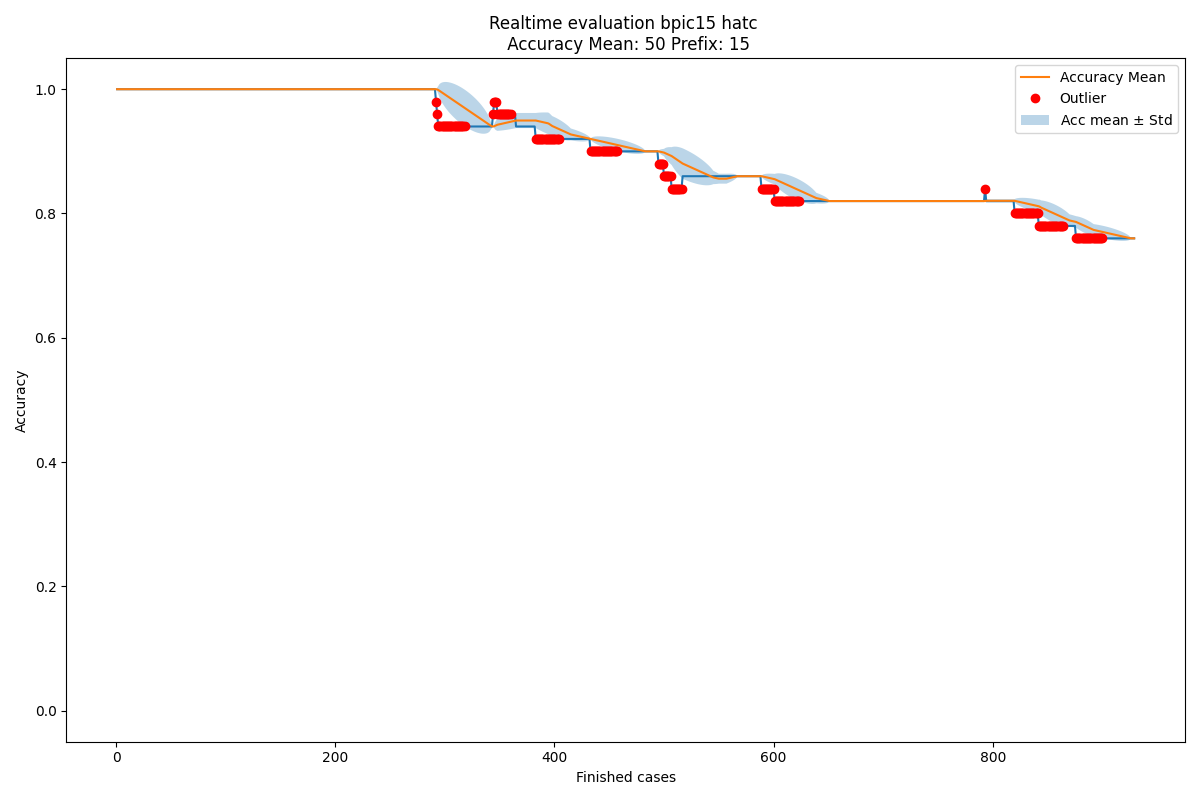 Realtime evaluation bpic15 hatc
Accuracy Mean: 50 Prefix: 15
Accuracy Mean
Outlier
Acc mean ± Std
1.0
0.8
0.6
0.4
0.2
0.0
Accuracy
0
200
400
600
800
Finished cases